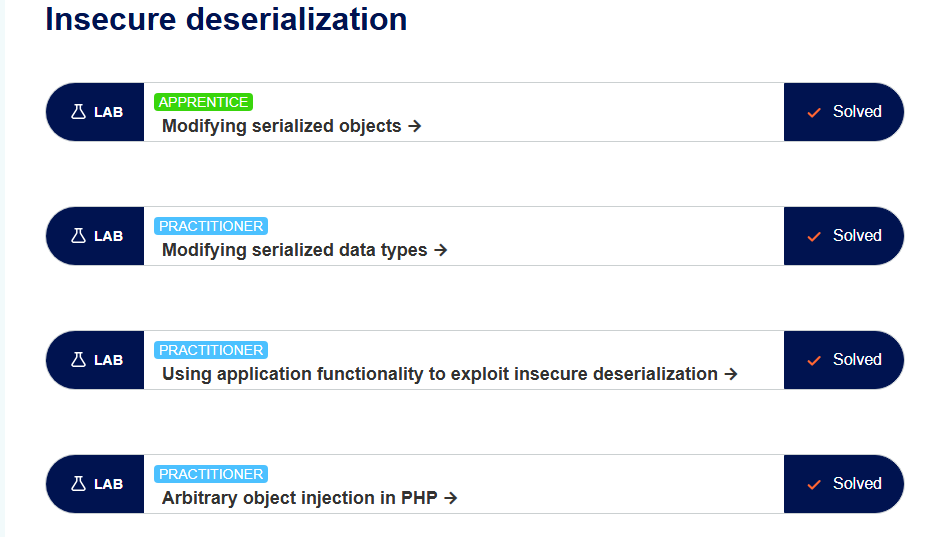 Insecure deserialization
LAB
APPRENTICE
Modifying serialized objects →
Solved
LAB
PRACTITIONER
Modifying serialized data types →
Solved
LAB
PRACTITIONER
Using application functionality to exploit insecure deserialization →
Solved
LAB
PRACTITIONER
Arbitrary object injection in PHP →
Solved